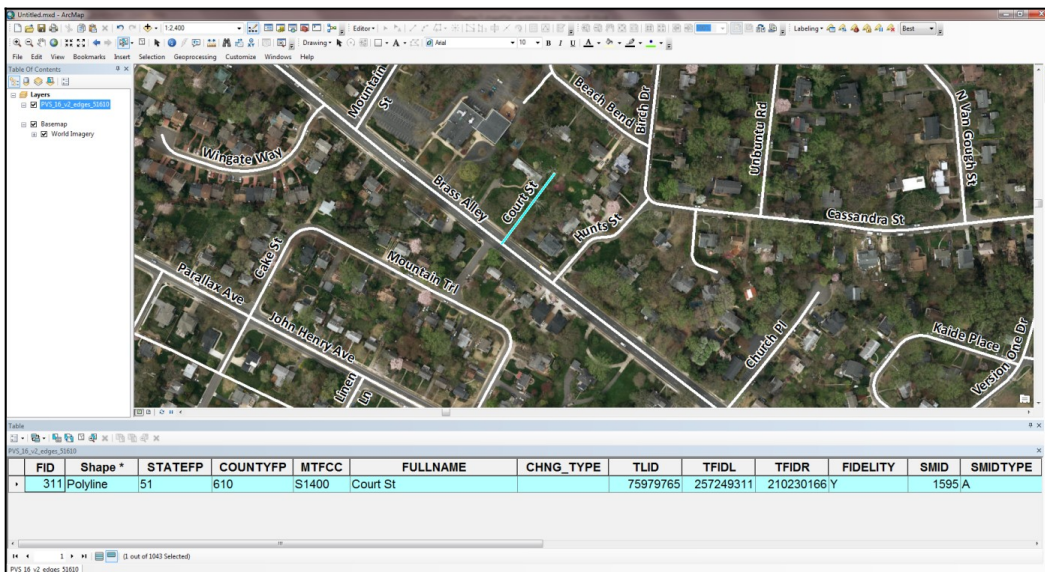 Untitled.mxd - ArcMap
1:2,400
Editor
Labeling
Best
Drawing
Arial
10
B I U A
File Edit View Bookmarks Insert Selection Geoprocessing Customize Windows Help
Table Of Contents
Layers
PVS_16_v2_edges_51610
Basemap
World Imagery
Mountain St
Beach Bend
Birch Dr
Unbuntu Rd
N Van Gough St
Wingate Way
Brass Alley
Court St
Hunts St
Cassandra St
Cake St
Mountain Trl
Parallax Ave
John Henry Ave
Linen Ln
Church Pl
Kaide Place
Version One Dr
Table
PVS_16_v2_edges_51610
FID Shape * STATEFP COUNTYFP MTFCC FULLNAME CHNG_TYPE TLID TFIDL TFIDR FIDELITY SMID SMIDTYPE
311 Polyline 51 610 S1400 Court St 75979765 257249311 210230166 Y 1595 A
1 (1 out of 1043 Selected)
PVS_16_v2_edges_51610